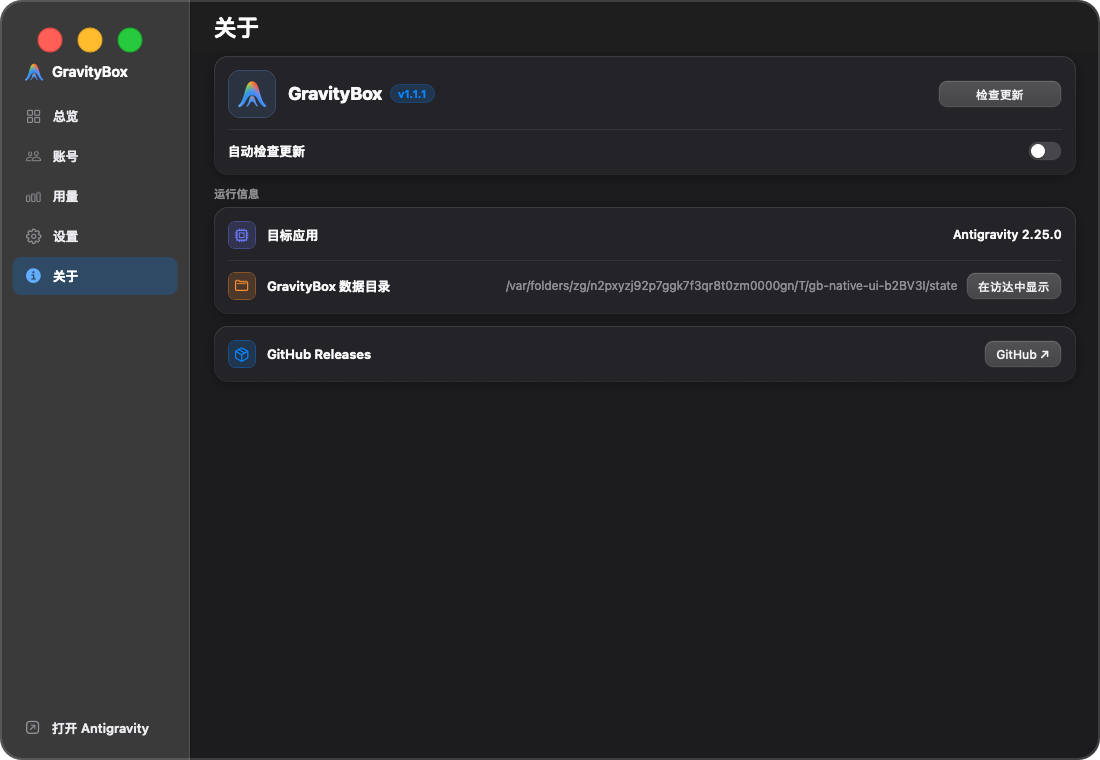 GravityBox
总览
账号
用量
设置
关于
打开 Antigravity
关于
GravityBox v1.1.1
检查更新
自动检查更新
运行信息
目标应用
Antigravity 2.25.0
GravityBox 数据目录
/var/folders/zg/n2pxyzj92p7ggk7f3qr8t0zm0000gn/T/gb-native-ui-b2BV3l/state
在访达中显示
GitHub Releases
GitHub ↗